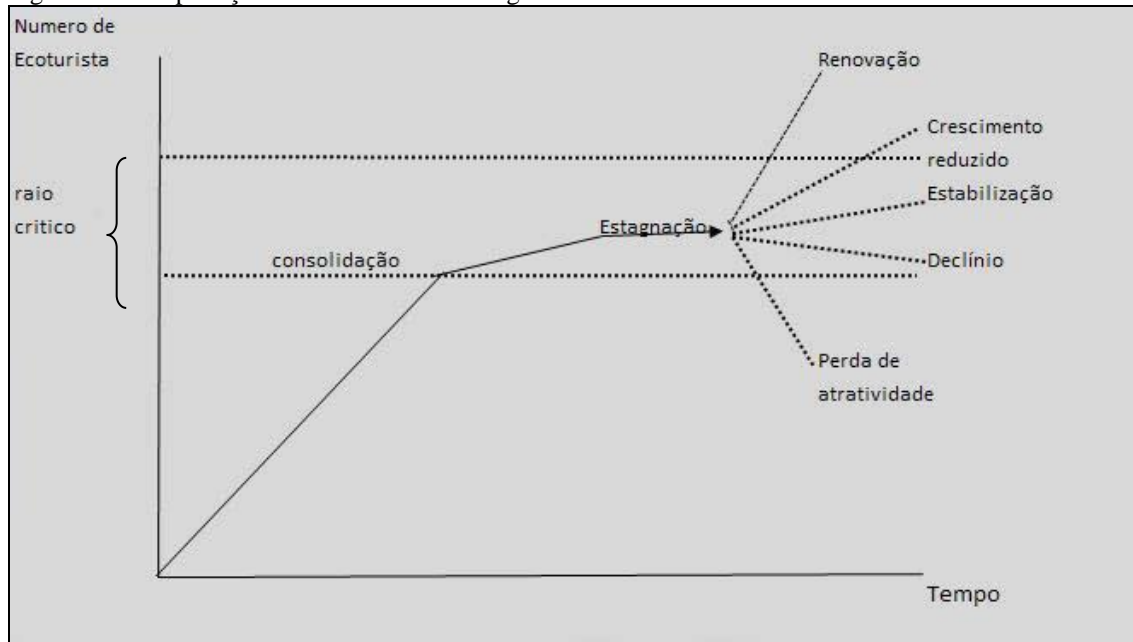 Numero de
Ecoturista
Renovação
Crescimento
reduzido
raio
critico
Estabilização
Estagnação
consolidação
Declínio
Perda de
atratividade
Tempo